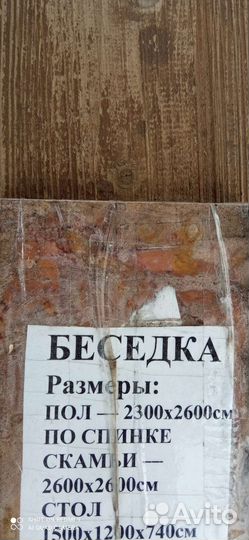 БЕСЕДКА
Размеры:
ПОЛ — 2300х2600см
ПО СПИНКЕ
СКАМЬИ —
2600х2600см
СТОЛ
1500х1200х740см
Avito